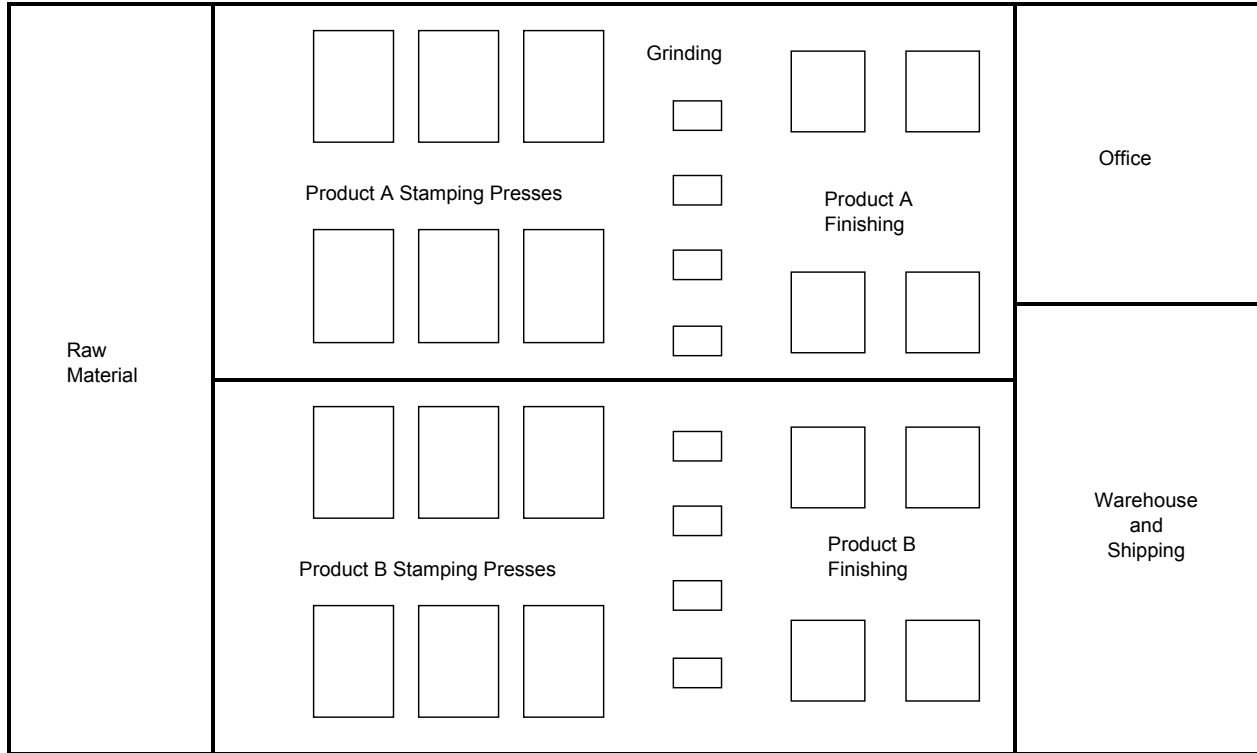 Grinding
Office
Product A Stamping Presses
Product A
Finishing
Raw
Material
Warehouse
and
Shipping
Product B
Finishing
Product B Stamping Presses